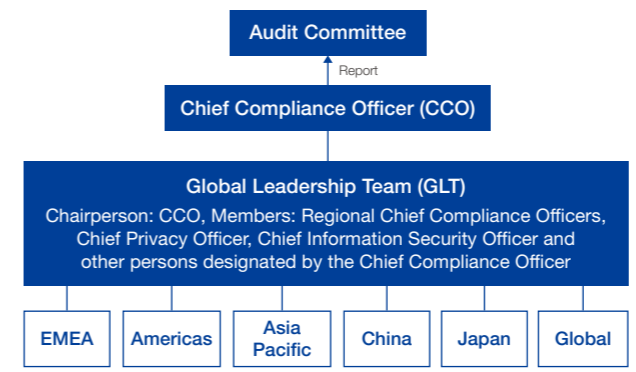 Audit Committee
Report
Chief Compliance Officer (CCO)
Global Leadership Team (GLT)
Chairperson: CCO, Members: Regional Chief Compliance Officers,
Chief Privacy Officer, Chief Information Security Officer and
other persons designated by the Chief Compliance Officer
EMEA
Americas
Asia
Pacific
China
Japan
Global